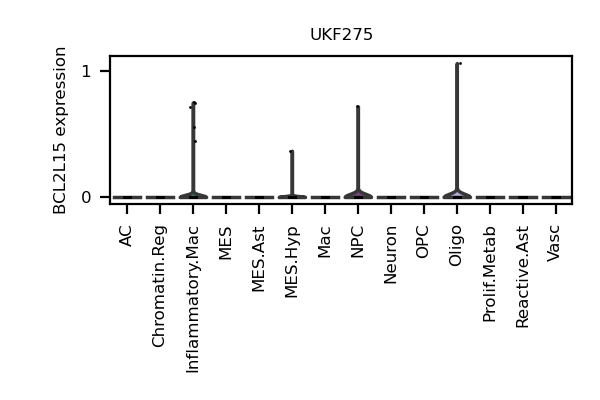 UKF275
BCL2L15 expression
1
0
AC
Chromatin.Reg
Inflammatory.Mac
MES
MES.Ast
MES.Hyp
Mac
NPC
Neuron
OPC
Oligo
Prolif.Metab
Reactive.Ast
Vasc